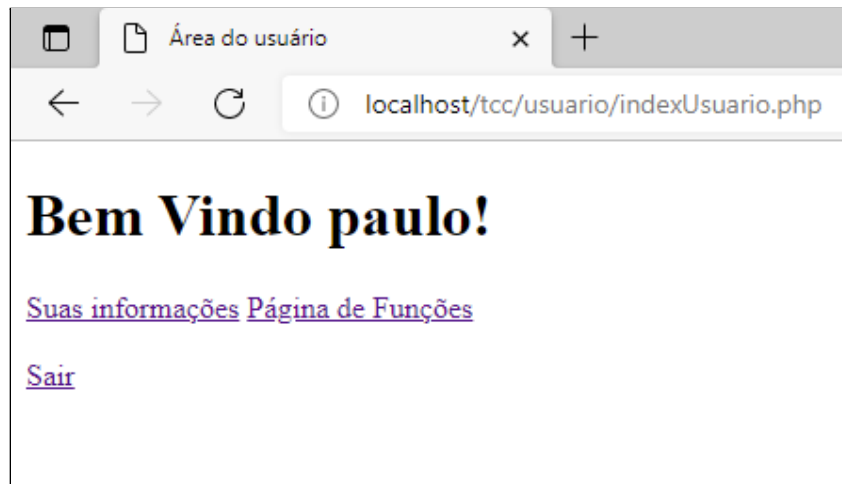 Área do usuário
localhost/tcc/usuario/indexUsuario.php
Bem Vindo paulo!
Suas informações Página de Funções
Sair